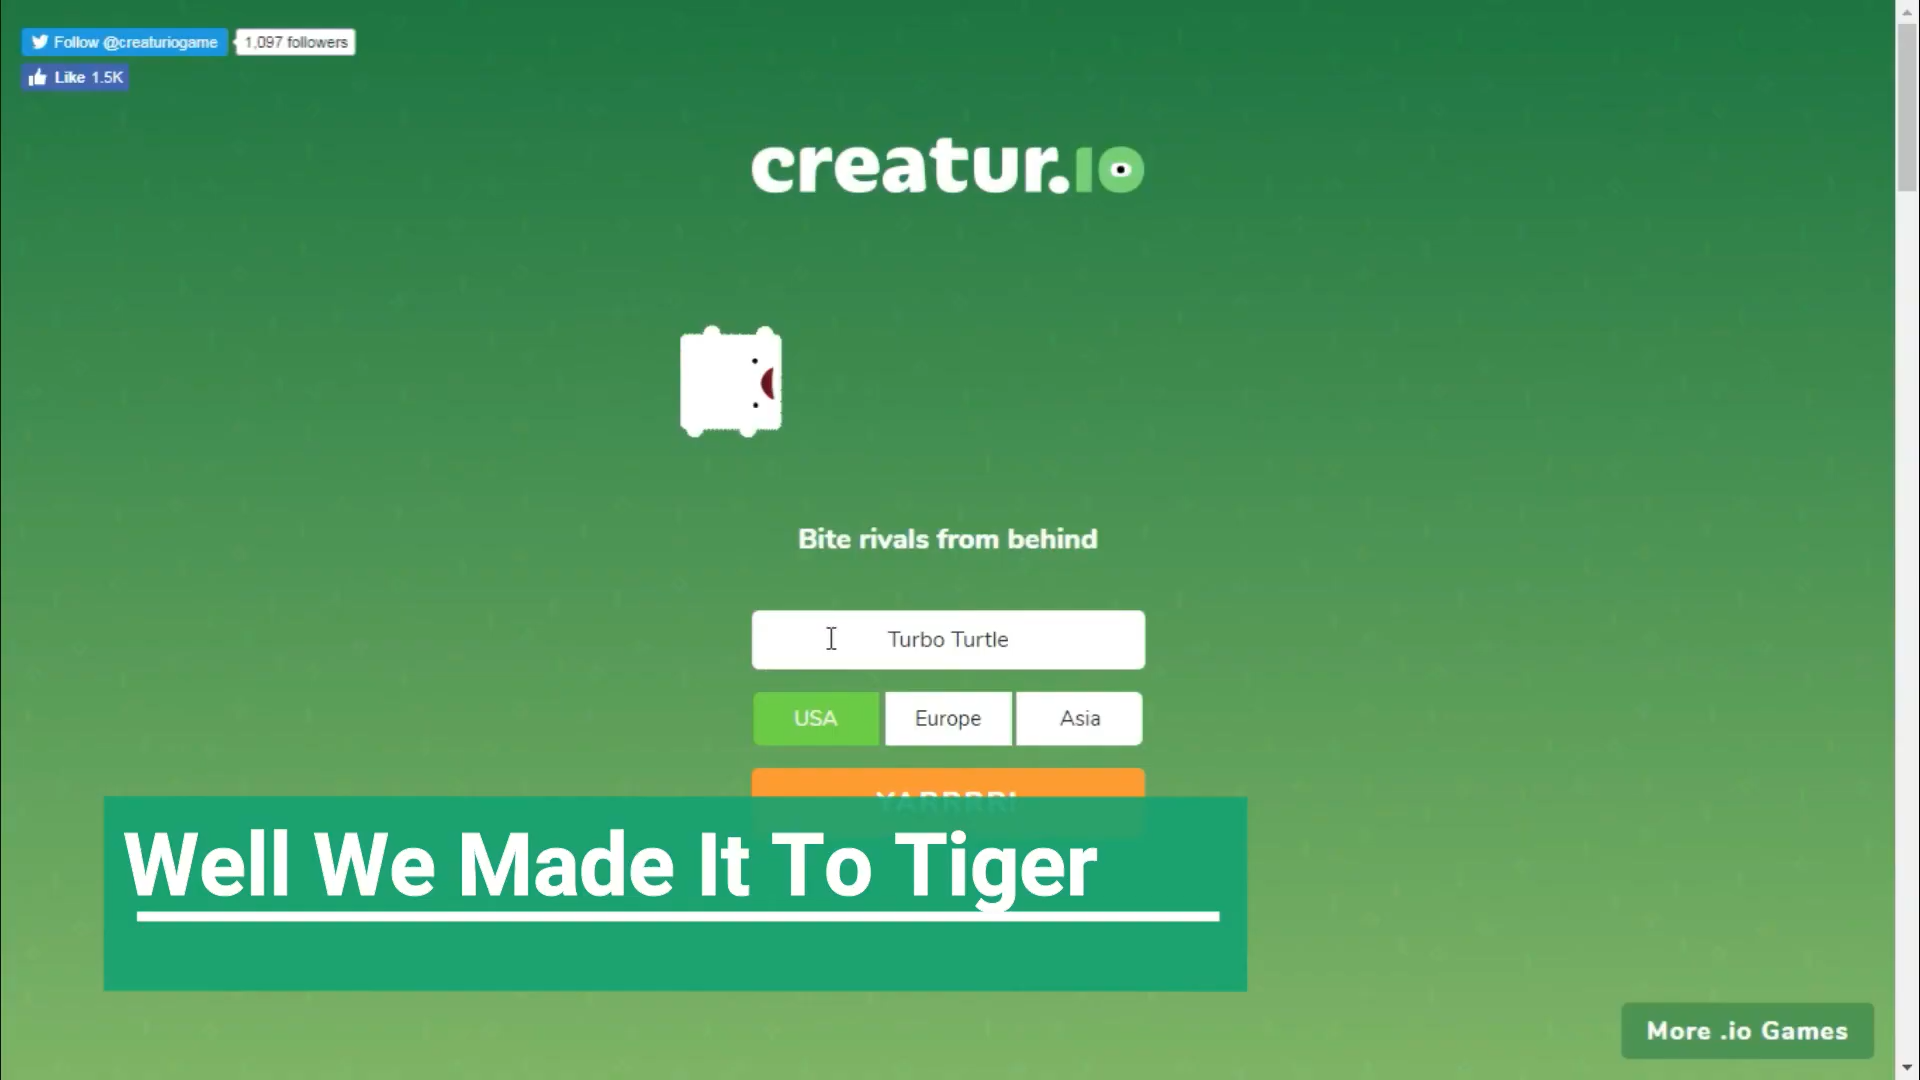 Follow @creaturiogame 1,097 followers
Like 1.5K
creatur.io
Bite rivals from behind
Turbo Turtle
USA Europe Asia
YARRRR!
Well We Made It To Tiger
More .io Games